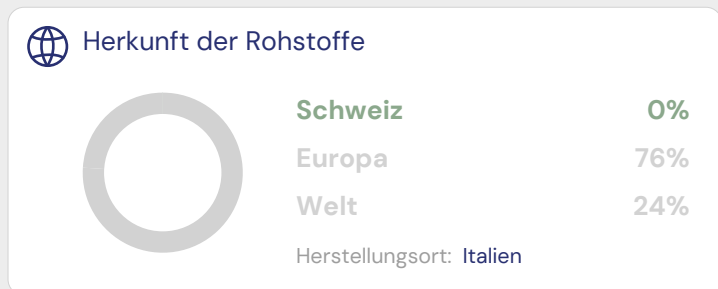 Herkunft der Rohstoffe
Schweiz 0%
Europa 76%
Welt 24%
Herstellungsort: Italien